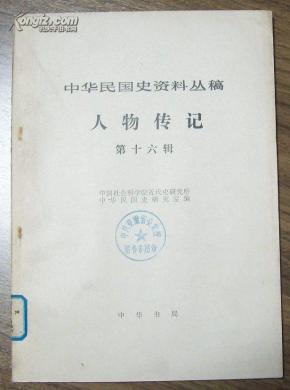 kongfz.com
中华民国史资料丛稿
人物传记
第十六辑
中国社会科学院近代史研究所
中华民国史研究室编
中华书局